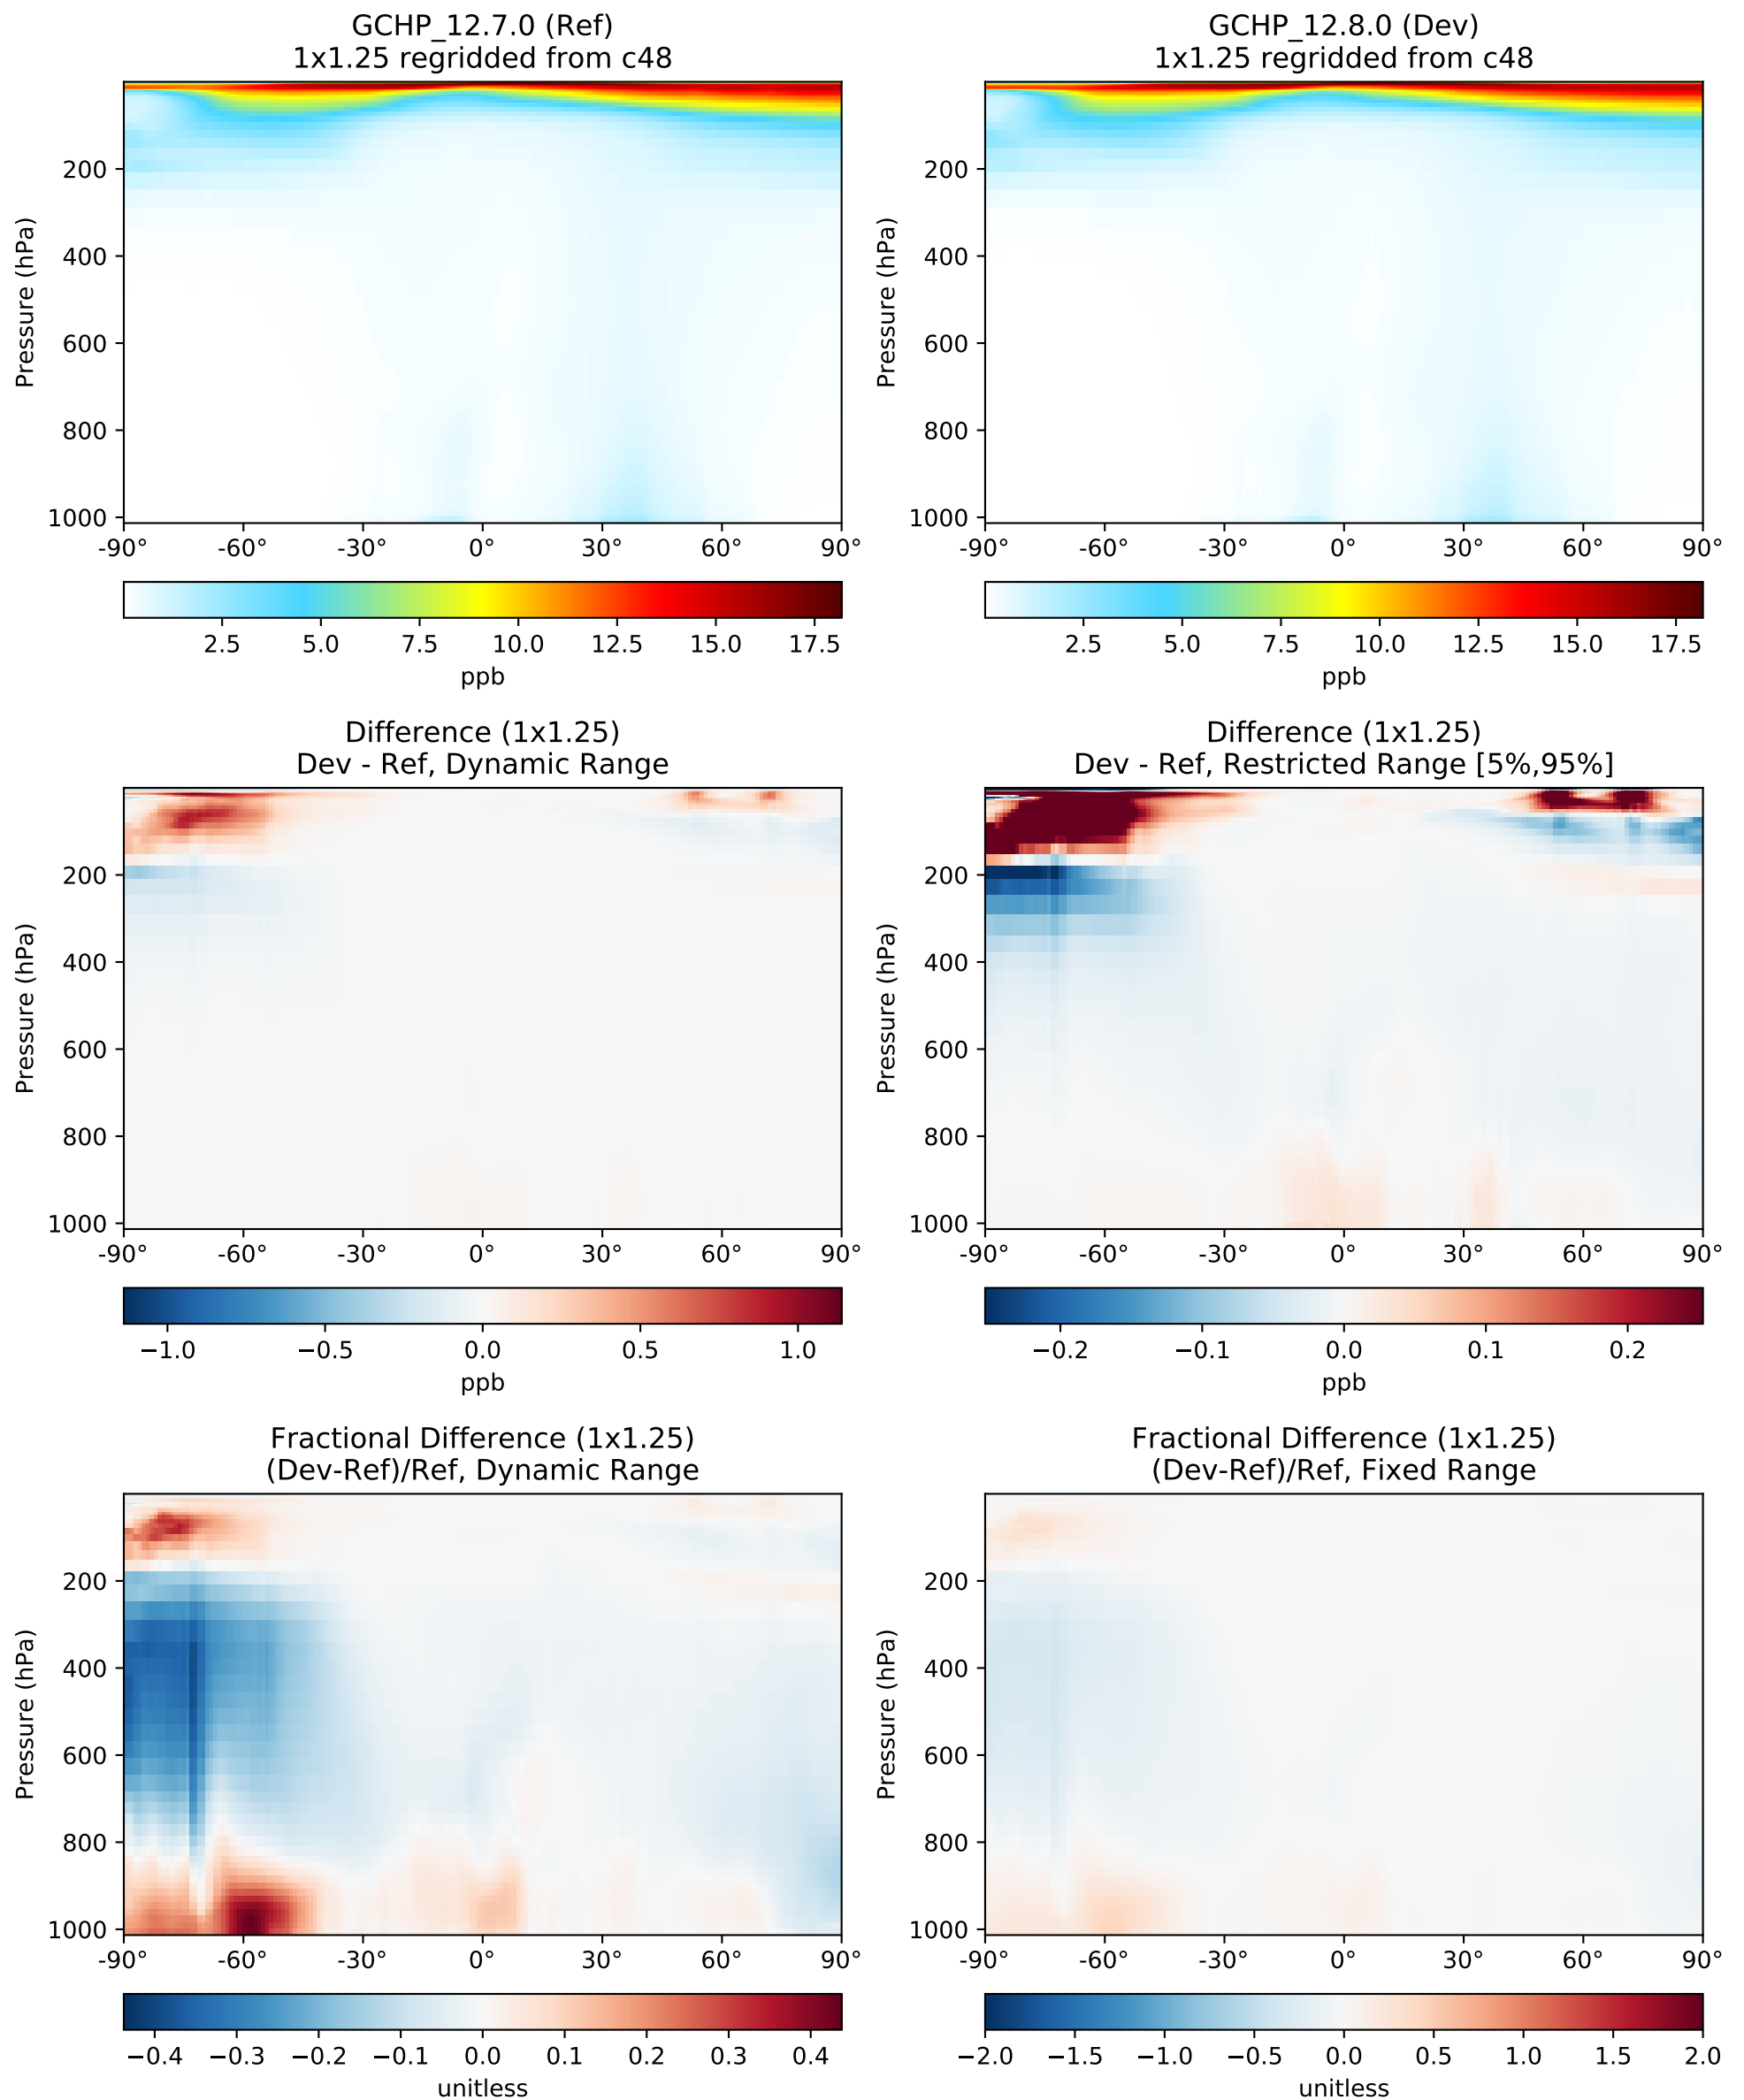 GCHP_12.7.0 (Ref)
1x1.25 regridded from c48
Pressure (hPa)
200
400
600
800
1000
-90° -60° -30° 0° 30° 60° 90°
2.5 5.0 7.5 10.0 12.5 15.0 17.5
ppb
GCHP_12.8.0 (Dev)
1x1.25 regridded from c48
Pressure (hPa)
200
400
600
800
1000
-90° -60° -30° 0° 30° 60° 90°
2.5 5.0 7.5 10.0 12.5 15.0 17.5
ppb
Difference (1x1.25)
Dev - Ref, Dynamic Range
Pressure (hPa)
200
400
600
800
1000
-90° -60° -30° 0° 30° 60° 90°
−1.0 −0.5 0.0 0.5 1.0
ppb
Difference (1x1.25)
Dev - Ref, Restricted Range [5%,95%]
Pressure (hPa)
200
400
600
800
1000
-90° -60° -30° 0° 30° 60° 90°
−0.2 −0.1 0.0 0.1 0.2
ppb
Fractional Difference (1x1.25)
(Dev-Ref)/Ref, Dynamic Range
Pressure (hPa)
200
400
600
800
1000
-90° -60° -30° 0° 30° 60° 90°
−0.4 −0.3 −0.2 −0.1 0.0 0.1 0.2 0.3 0.4
unitless
Fractional Difference (1x1.25)
(Dev-Ref)/Ref, Fixed Range
Pressure (hPa)
200
400
600
800
1000
-90° -60° -30° 0° 30° 60° 90°
−2.0 −1.5 −1.0 −0.5 0.0 0.5 1.0 1.5 2.0
unitless